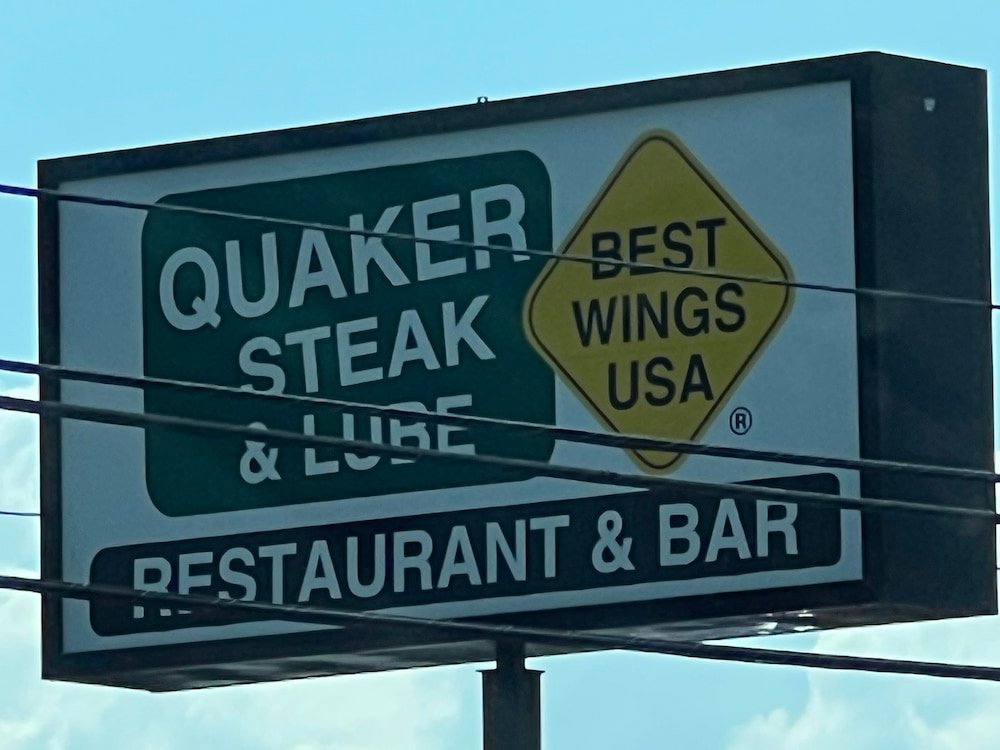 QUAKER
STEAK
& LUBE
BEST
WINGS
USA
®
RESTAURANT & BAR